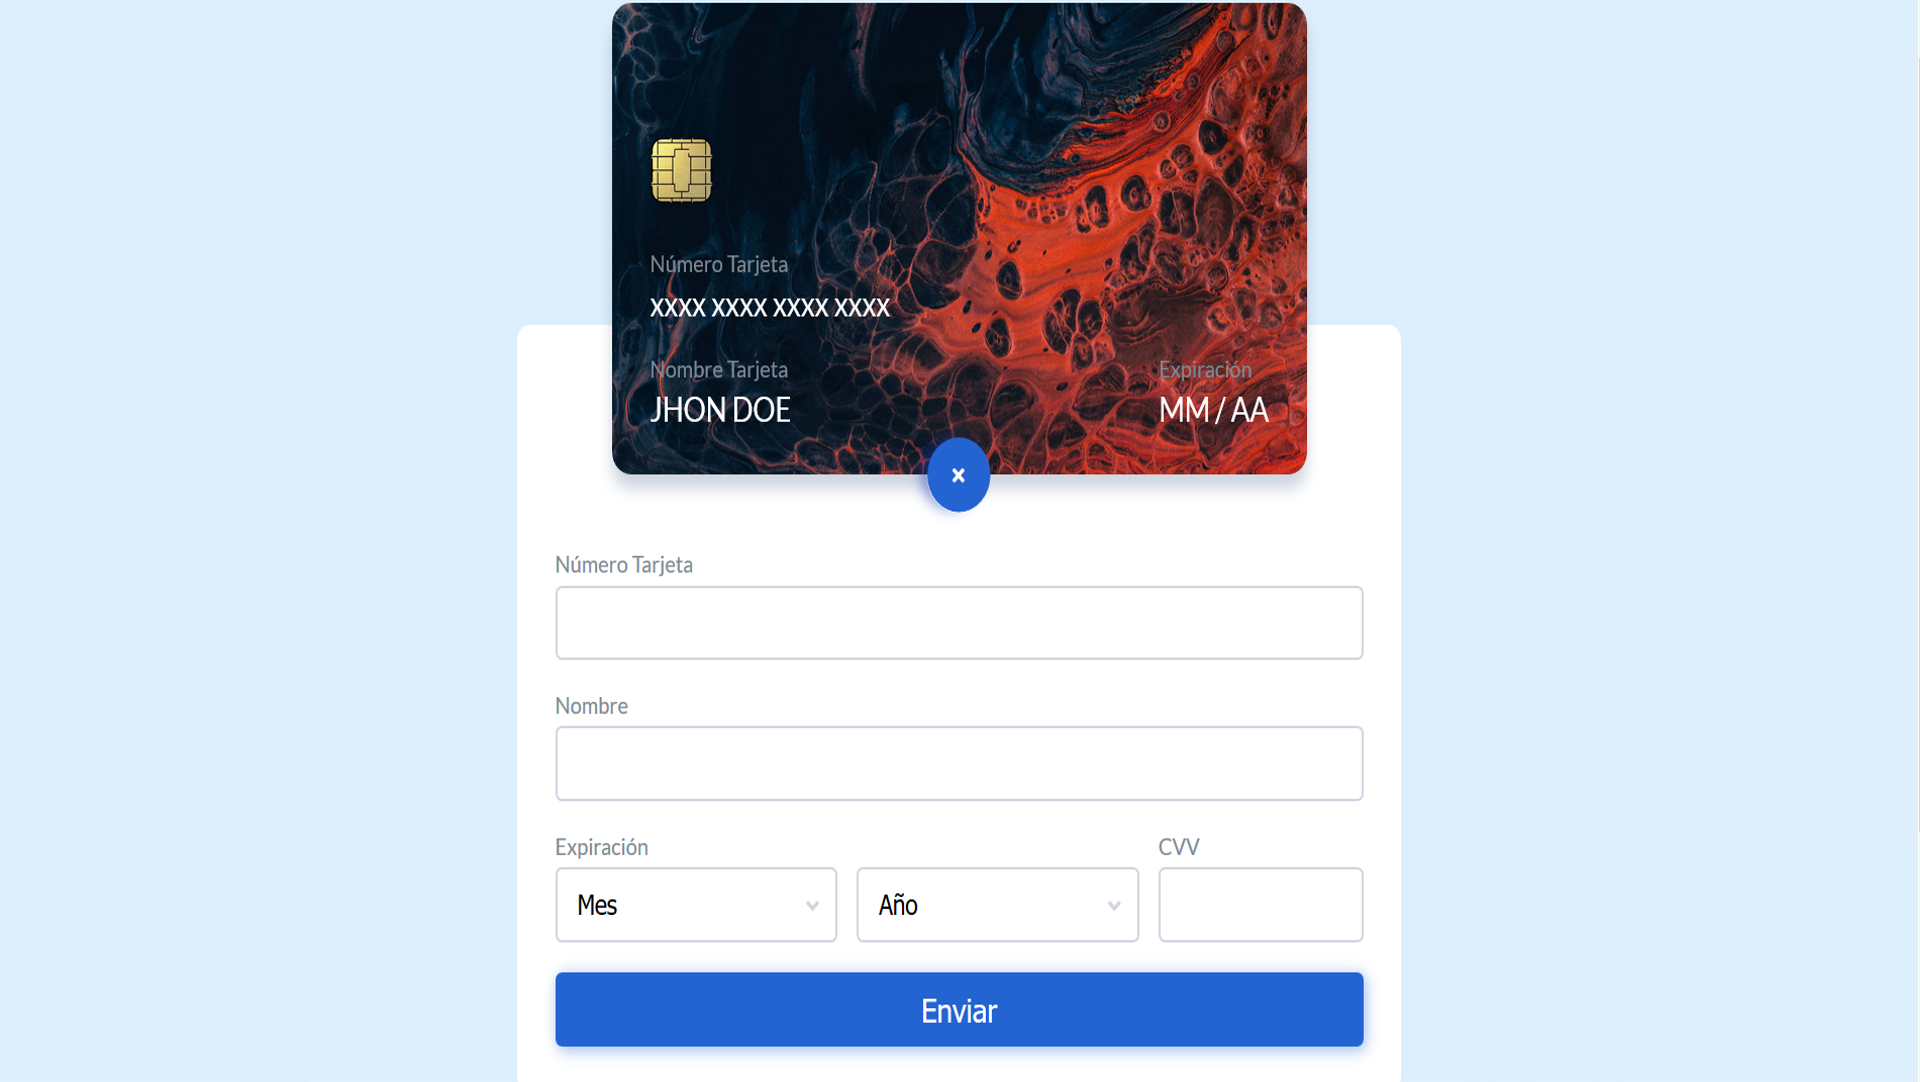 Número Tarjeta
XXXX XXXX XXXX XXXX
Nombre Tarjeta
JHON DOE
Expiración
MM / AA
×
Número Tarjeta
Nombre
Expiración
CVV
Mes
Año
Enviar